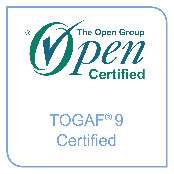 The Open Group
Open
Certified
TOGAF® 9
Certified